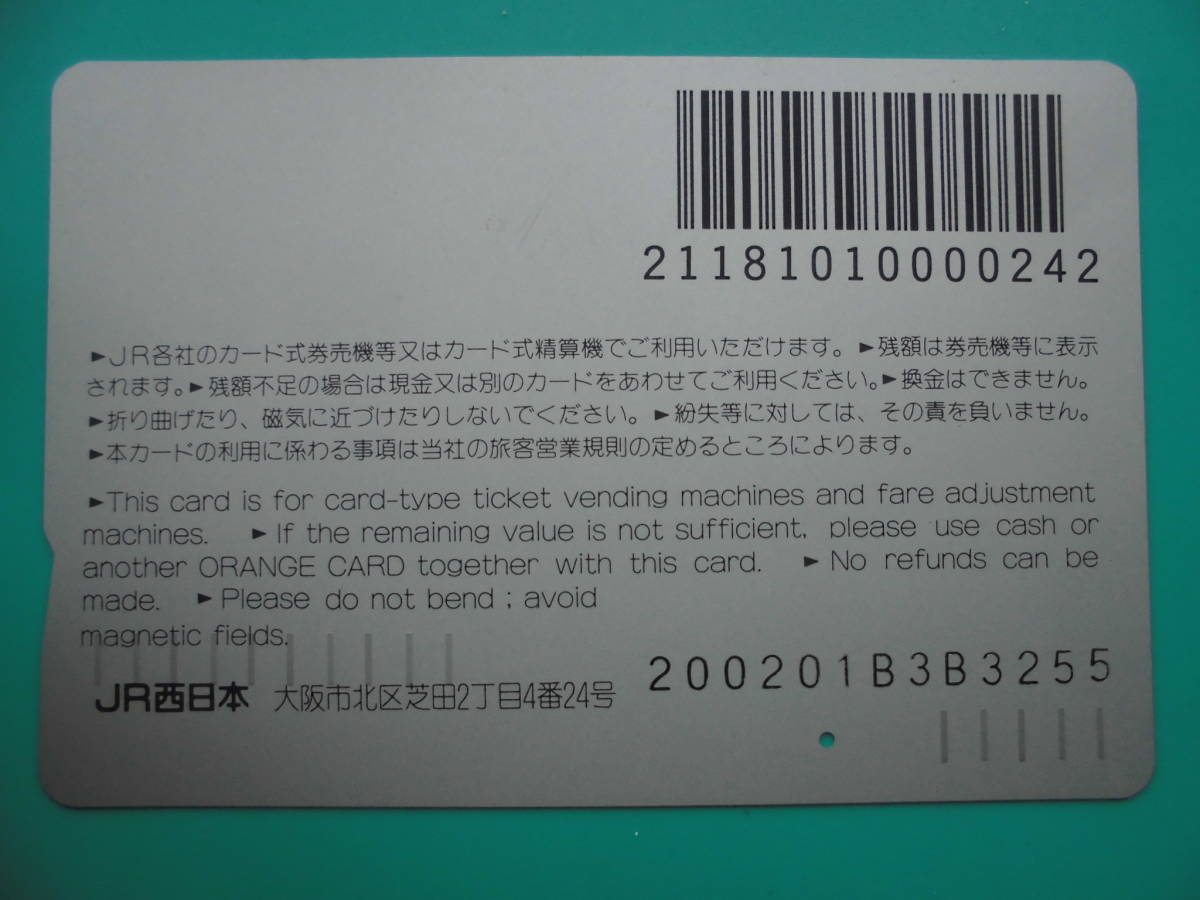 21181010000242
►JR各社のカード式券売機等又はカード式精算機でご利用いただけます。►残額は券売機等に表示
されます。►残額不足の場合は現金又は別のカードをあわせてご利用ください。►換金はできません。
►折り曲げたり、磁気に近づけたりしないでください。►紛失等に対しては、その責を負いません。
►本カードの利用に係わる事項は当社の旅客営業規則の定めるところによります。
►This card is for card-type ticket vending machines and fare adjustment
machines. ►If the remaining value is not sufficient, please use cash or
another ORANGE CARD together with this card. ►No refunds can be
made. ►Please do not bend; avoid
magnetic fields.
200201B3B3255
JR西日本 大阪市北区芝田2丁目4番24号